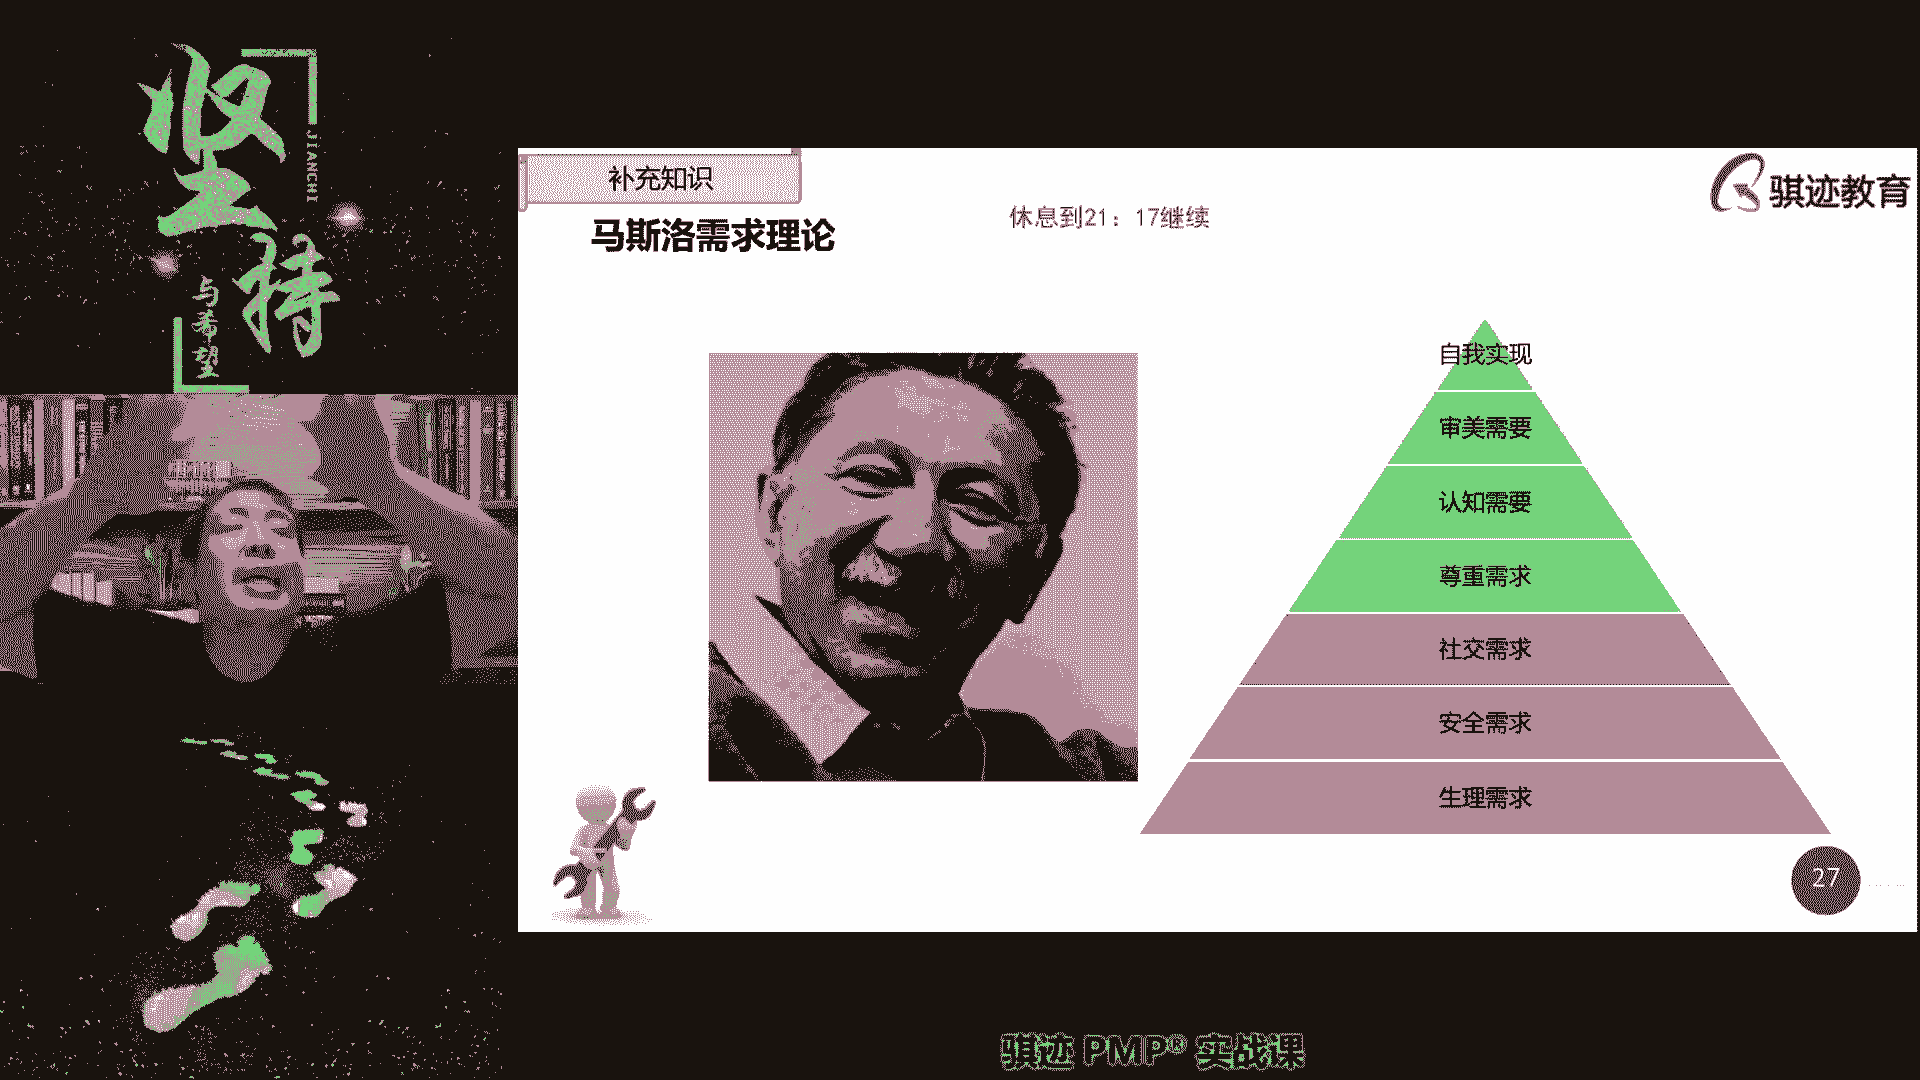 坚
持
JIANCHI
与
希
望
补充知识
马斯洛需求理论
休息到21：17继续
骐迹教育
自我实现
审美需要
认知需要
尊重需求
社交需求
安全需求
生理需求
27
骐迹 PMP® 实战课